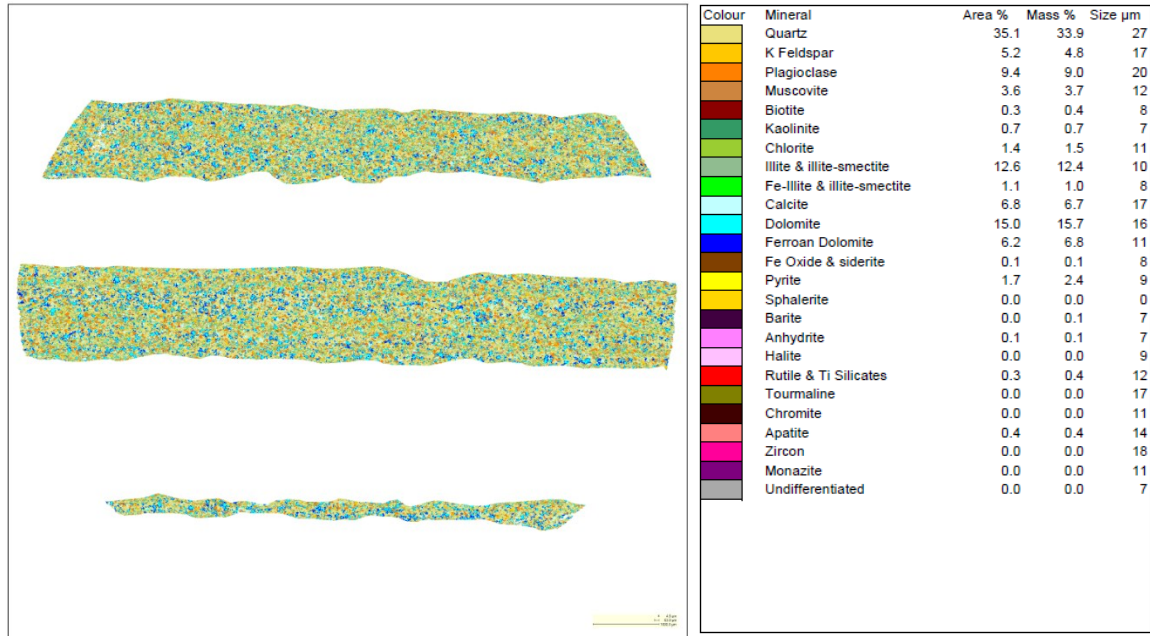 Colour Mineral Area % Mass % Size µm
Quartz 35.1 33.9 27
K Feldspar 5.2 4.8 17
Plagioclase 9.4 9.0 20
Muscovite 3.6 3.7 12
Biotite 0.3 0.4 8
Kaolinite 0.7 0.7 7
Chlorite 1.4 1.5 11
Illite & illite-smectite 12.6 12.4 10
Fe-Illite & illite-smectite 1.1 1.0 8
Calcite 6.8 6.7 17
Dolomite 15.0 15.7 16
Ferroan Dolomite 6.2 6.8 11
Fe Oxide & siderite 0.1 0.1 8
Pyrite 1.7 2.4 9
Sphalerite 0.0 0.0 0
Barite 0.0 0.1 7
Anhydrite 0.1 0.1 7
Halite 0.0 0.0 9
Rutile & Ti Silicates 0.3 0.4 12
Tourmaline 0.0 0.0 17
Chromite 0.0 0.0 11
Apatite 0.4 0.4 14
Zircon 0.0 0.0 18
Monazite 0.0 0.0 11
Undifferentiated 0.0 0.0 7